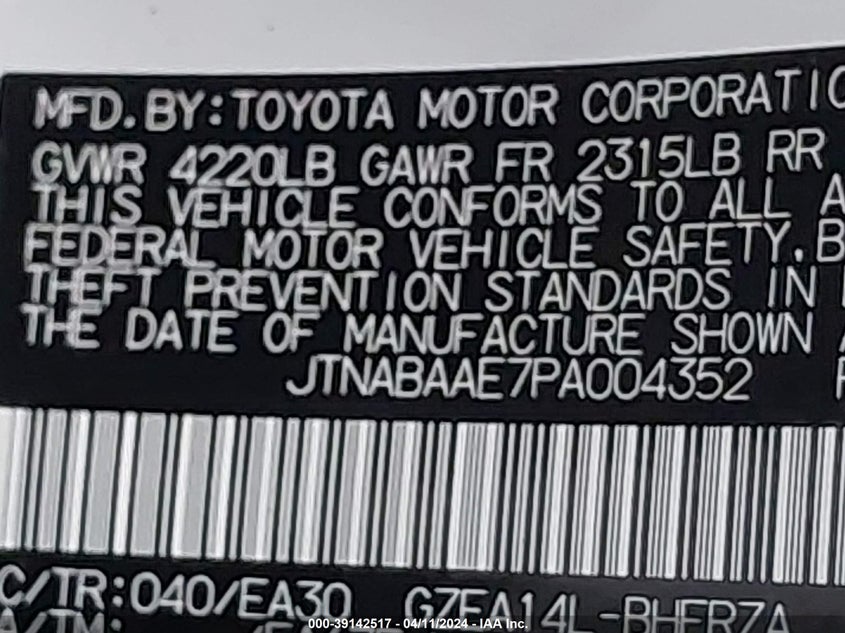 MFD.BY:TOYOTA MOTOR CORPORATIO
GVWR 4220LB GAWR FR 2315LB RR
THIS VEHICLE CONFORMS TO ALL A
FEDERAL MOTOR VEHICLE SAFETY.B
THEFT PREVENTION STANDARDS IN
THE DATE OF MANUFACTURE SHOWN A
JTNABAAE7PA004352
C/TR:040/EA30 GZEA14L-BHFRZA
A/TM:
000-39142517 - 04/11/2024 - IAA Inc.